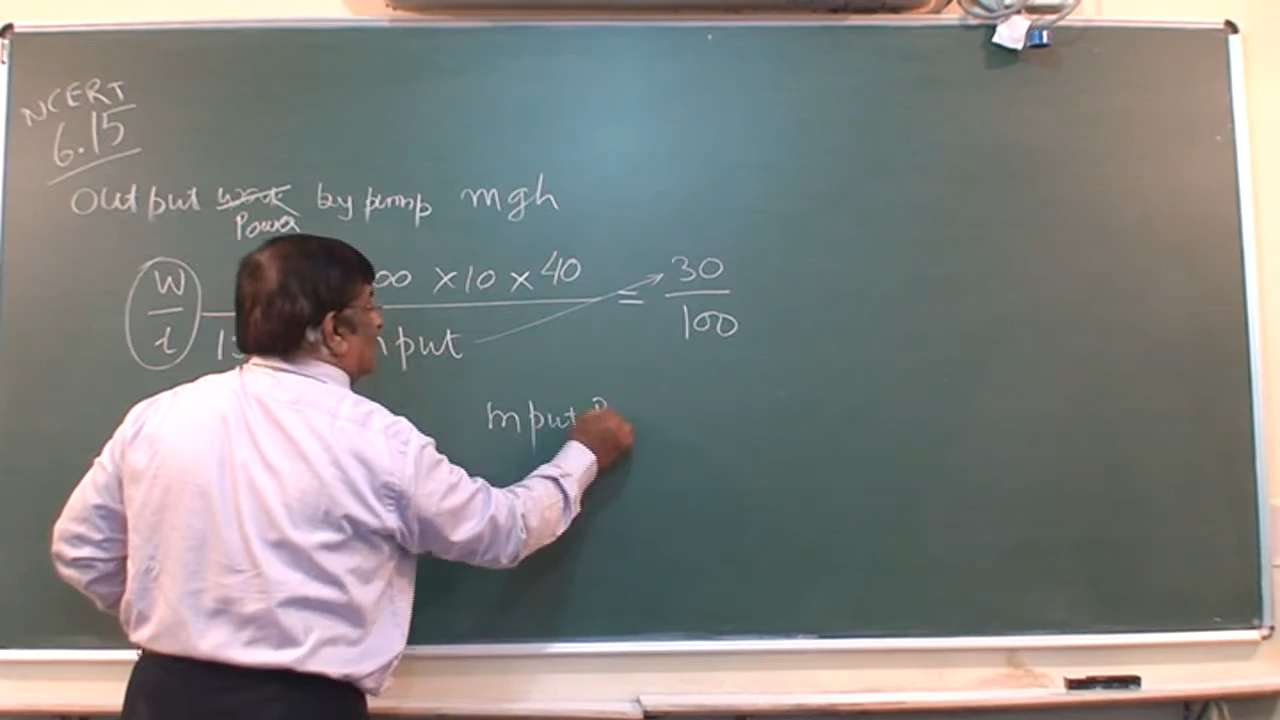 NCERT
6.15
Output Work by pump mgh
Power
W 00 × 10 × 40 = 30
t put 100
Input